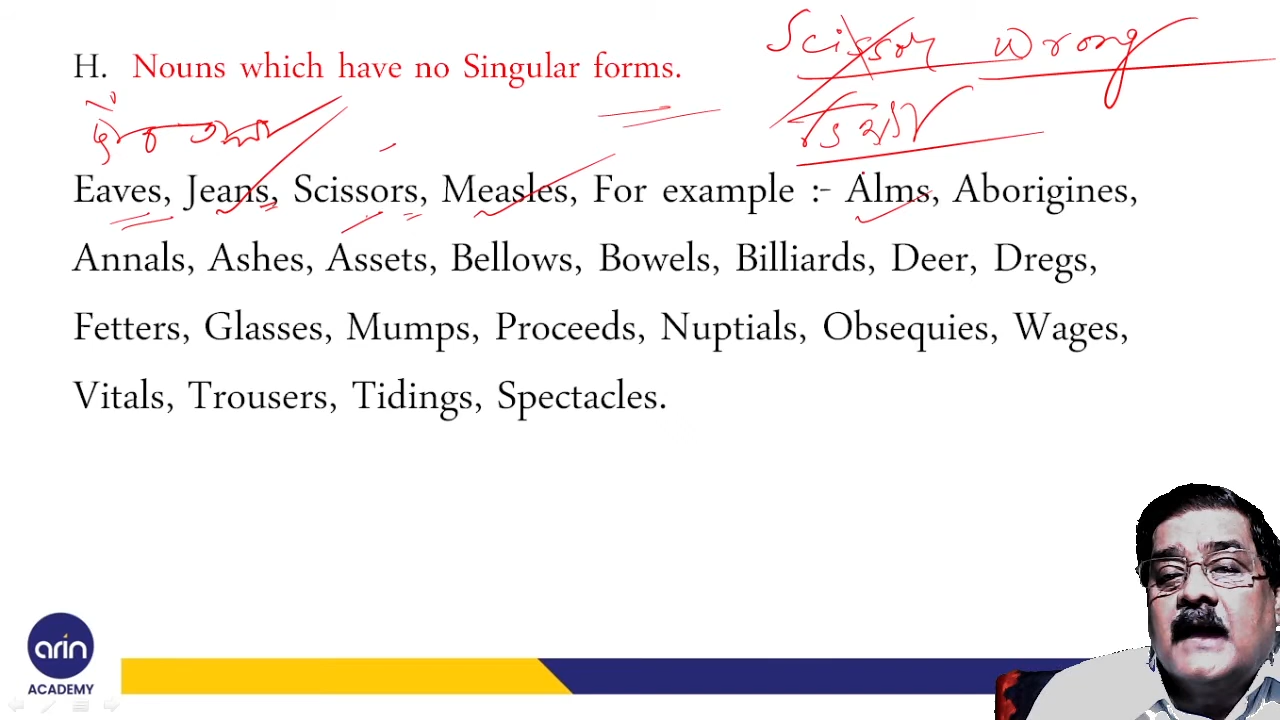 H. Nouns which have no Singular forms.
Scissor Wrong
Eaves, Jeans, Scissors, Measles, For example :- Alms, Aborigines,
Annals, Ashes, Assets, Bellows, Bowels, Billiards, Deer, Dregs,
Fetters, Glasses, Mumps, Proceeds, Nuptials, Obsequies, Wages,
Vitals, Trousers, Tidings, Spectacles.
arin
ACADEMY